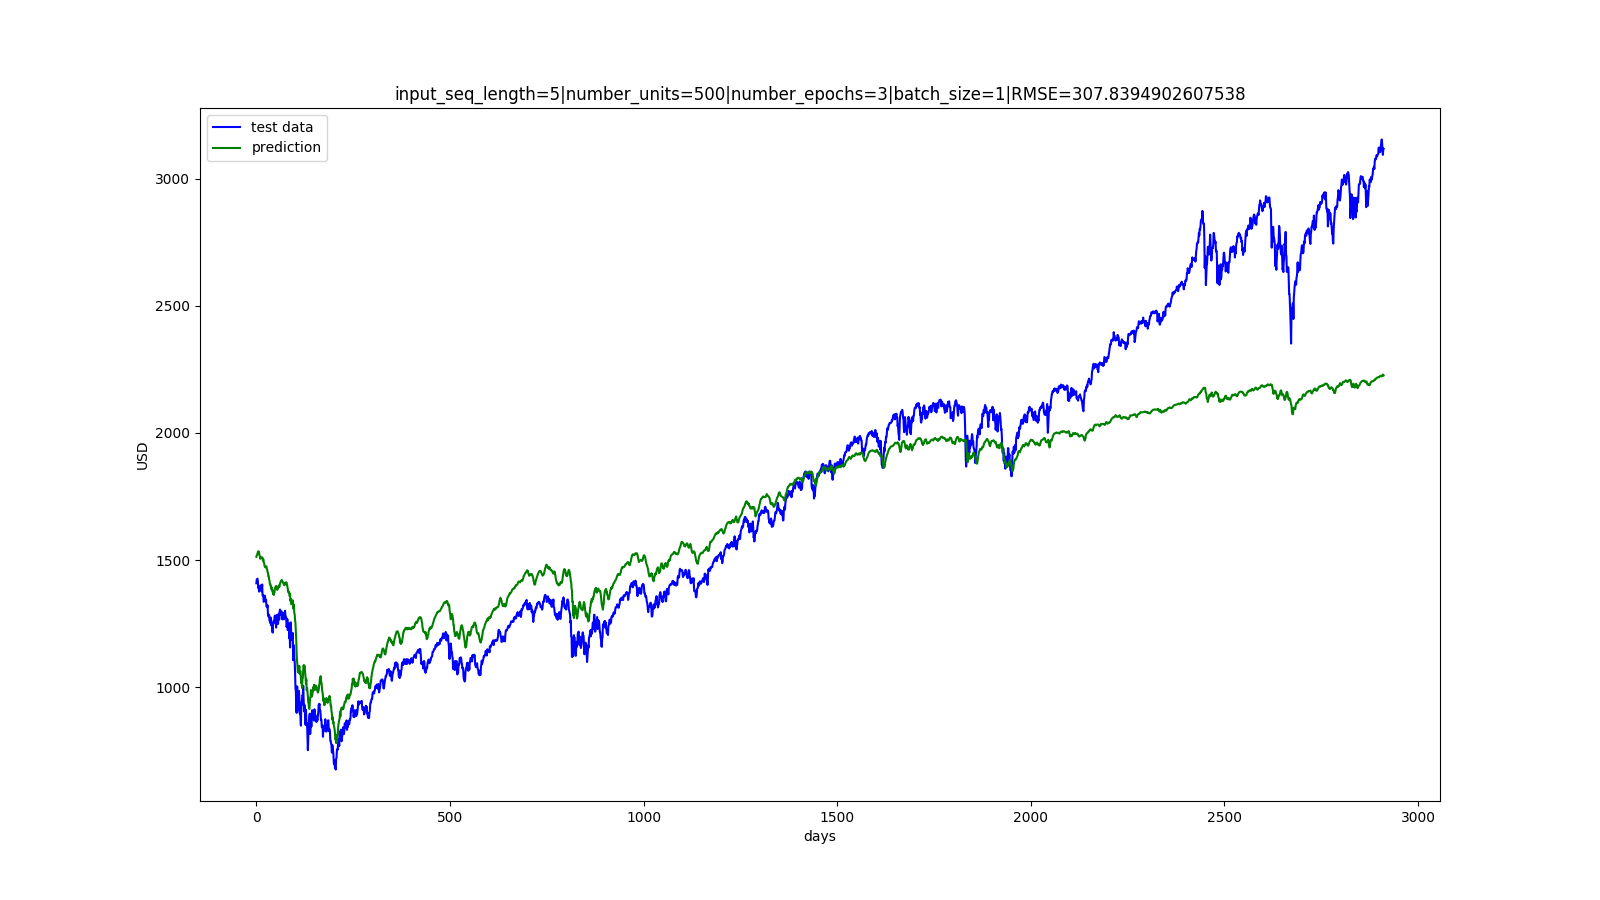 input_seq_length=5|number_units=500|number_epochs=3|batch_size=1|RMSE=307.8394902607538
test data
prediction
3000
2500
2000
1500
1000
USD
0 500 1000 1500 2000 2500 3000
days